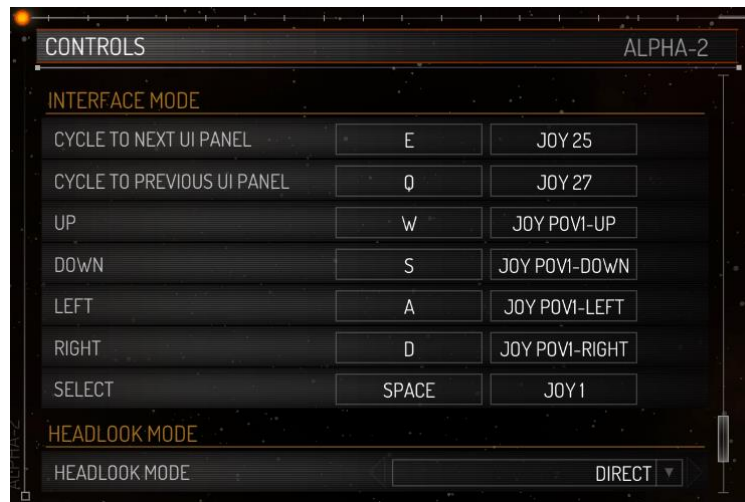 CONTROLS ALPHA-2
INTERFACE MODE
CYCLE TO NEXT UI PANEL E JOY 25
CYCLE TO PREVIOUS UI PANEL Q JOY 27
UP W JOY POV1-UP
DOWN S JOY POV1-DOWN
LEFT A JOY POV1-LEFT
RIGHT D JOY POV1-RIGHT
SELECT SPACE JOY 1
HEADLOOK MODE
HEADLOOK MODE DIRECT
ALPHA-2